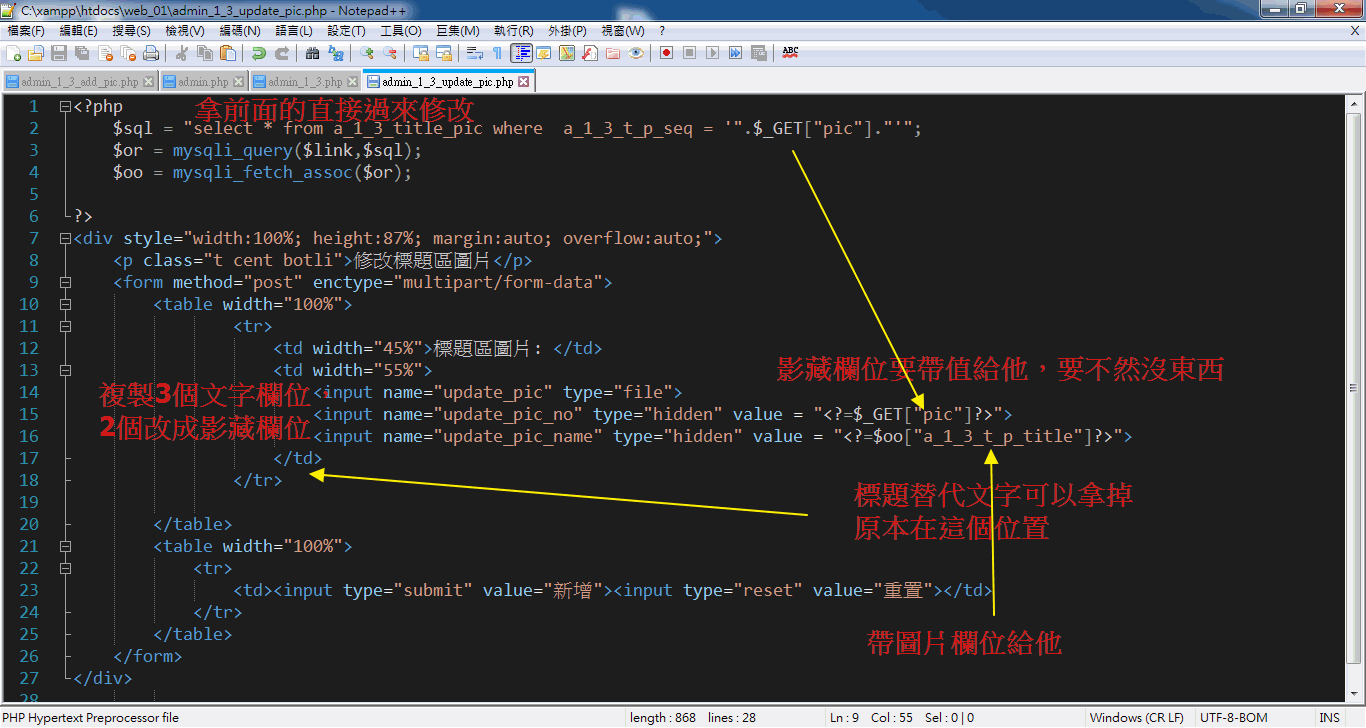 C:\xampp\htdocs\web_01\admin_1_3_update_pic.php - Notepad++
檔案(F) 編輯(E) 搜尋(S) 檢視(V) 編碼(N) 語言(L) 設定(T) 工具(O) 巨集(M) 執行(R) 外掛(P) 視窗(W) ? X
ABC
admin_1_3_add_pic.php admin.php admin_1_3.php admin_1_3_update_pic.php
拿前面的直接過來修改
1 <?php
2 $sql = "select * from a_1_3_title_pic where  a_1_3_t_p_seq = '".$_GET["pic"]."'";
3 $or = mysqli_query($link,$sql);
4 $oo = mysqli_fetch_assoc($or);
5
6 ?>
7 <div style="width:100%; height:87%; margin:auto; overflow:auto;">
8 <p class="t cent botli">修改標題區圖片</p>
9 <form method="post" enctype="multipart/form-data">
10 <table width="100%">
11 <tr>
12 <td width="45%">標題區圖片: </td>
13 <td width="55%">
影藏欄位要帶值給他，要不然沒東西
複製3個文字欄位，
2個改成影藏欄位
14 <input name="update_pic" type="file">
15 <input name="update_pic_no" type="hidden" value = "<?=$_GET["pic"]?>">
16 <input name="update_pic_name" type="hidden" value = "<?=$oo["a_1_3_t_p_title"]?>">
17 </td>
18 </tr>
19
標題替代文字可以拿掉
原本在這個位置
20 </table>
21 <table width="100%">
22 <tr>
23 <td><input type="submit" value="新增"><input type="reset" value="重置"></td>
24 </tr>
25 </table>
帶圖片欄位給他
26 </form>
27 </div>
28
PHP Hypertext Preprocessor file length : 868 lines : 28 Ln : 9 Col : 55 Sel : 0 | 0 Windows (CR LF) UTF-8-BOM INS